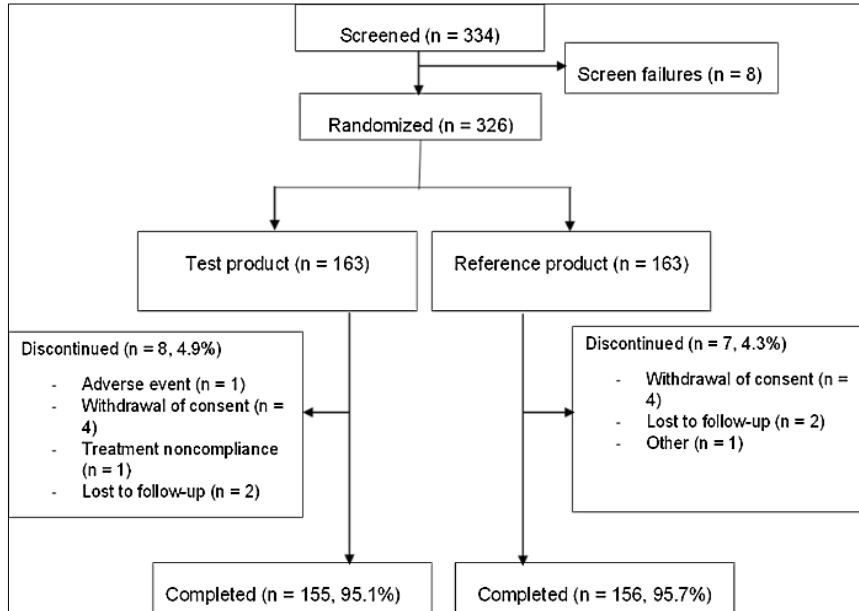 Screened (n = 334)
Screen failures (n = 8)
Randomized (n = 326)
Test product (n = 163)
Reference product (n = 163)
Discontinued (n = 8, 4.9%)
- Adverse event (n = 1)
- Withdrawal of consent (n =
4)
- Treatment noncompliance
(n = 1)
- Lost to follow-up (n = 2)
Discontinued (n = 7, 4.3%)
- Withdrawal of consent (n =
4)
- Lost to follow-up (n = 2)
- Other (n = 1)
Completed (n = 155, 95.1%)
Completed (n = 156, 95.7%)